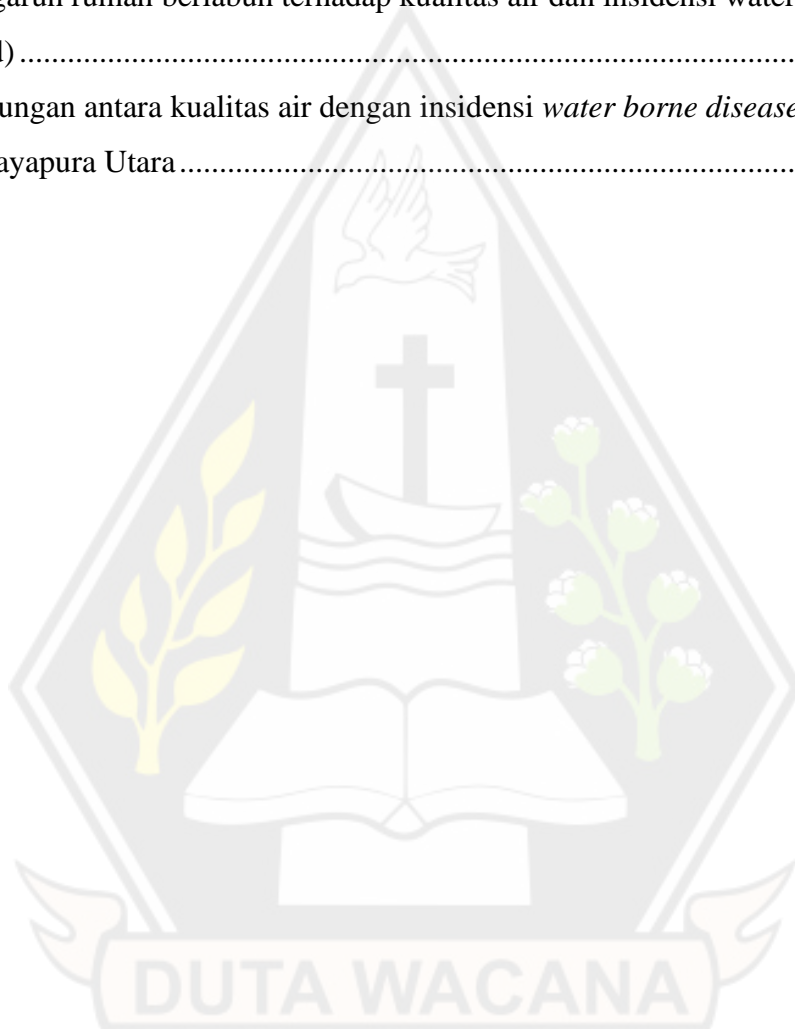 ruh rumah berlabuh terhadap kualitas air dan insidensi water
d) ................................................................................................
ungan antara kualitas air dengan insidensi water borne disease
ayapura Utara .............................................................................
DUTA WACANA